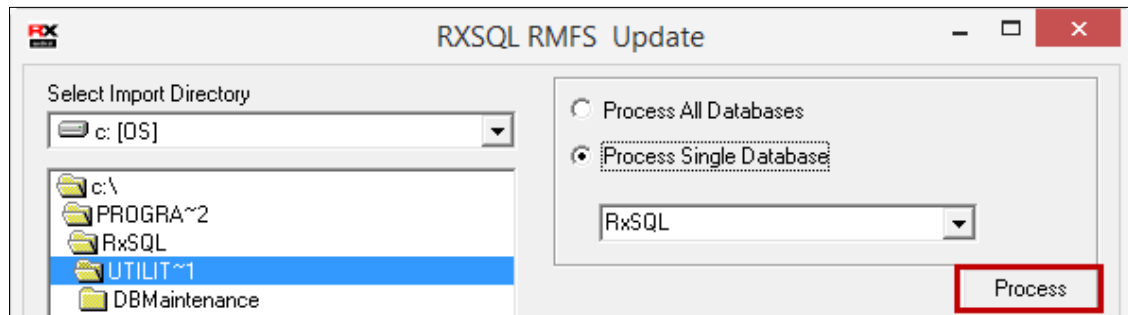 RX
RXSQL RMFS Update
Select Import Directory
c: [OS]
c:\
PROGRA~2
RxSQL
UTILIT~1
DBMaintenance
Process All Databases
Process Single Database
RxSQL
Process